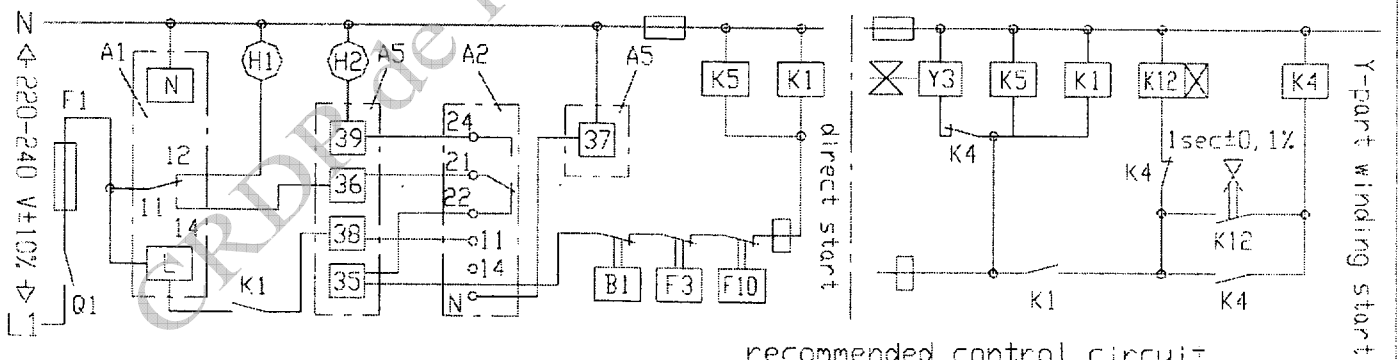 N
220-240 V±10%
L1
F1
Q1
A1
N
H1
H2
A5
A2
A5
12
11
14
L
K1
39
36
38
35
24
21
22
11
14
N
37
B1
F3
F10
K5
K1
direct start
Y3
K5
K1
K12
K4
K4
K4
1sec±0,1%
K12
K1
K4
Y-part winding start
recommended control circuit
CRDP de